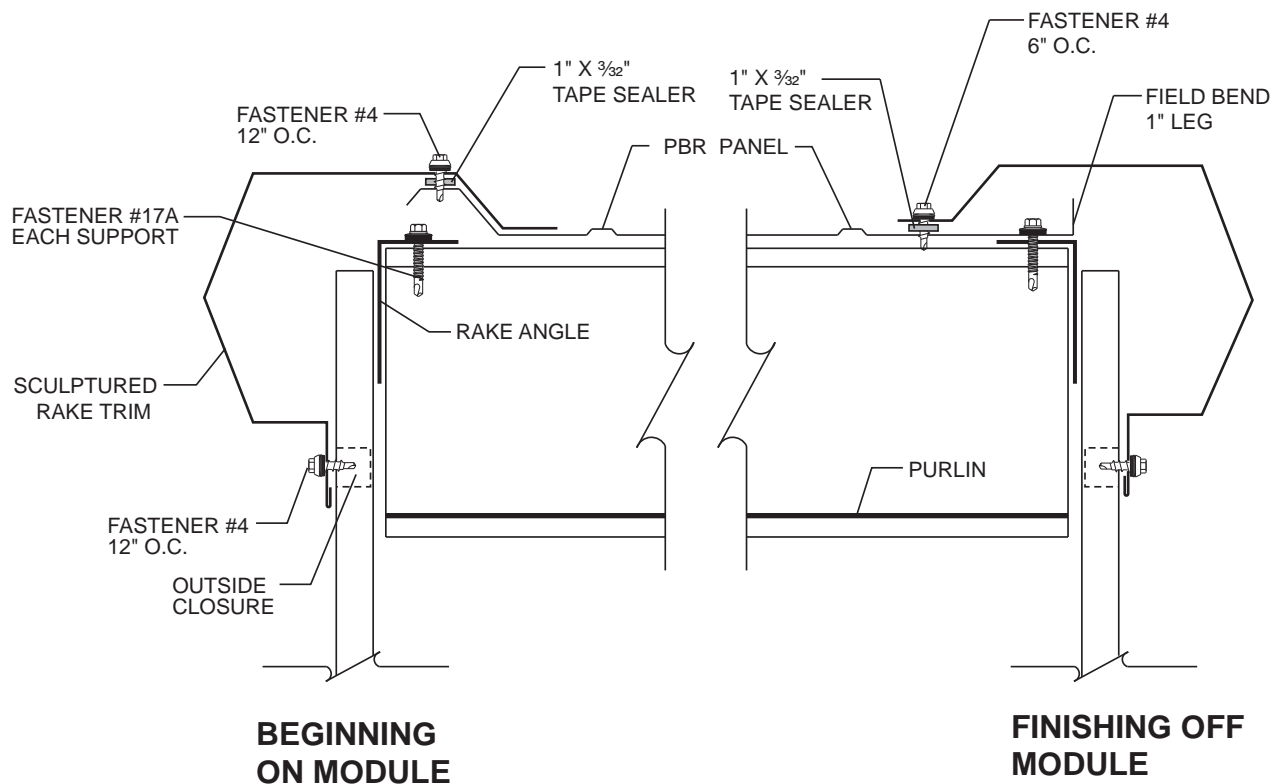 FASTENER #4
6" O.C.
1" X 3⁄32"
TAPE SEALER
1" X 3⁄32"
TAPE SEALER
FIELD BEND
1" LEG
FASTENER #4
12" O.C.
PBR PANEL
FASTENER #17A
EACH SUPPORT
RAKE ANGLE
SCULPTURED
RAKE TRIM
PURLIN
FASTENER #4
12" O.C.
OUTSIDE
CLOSURE
BEGINNING
ON MODULE
FINISHING OFF
MODULE